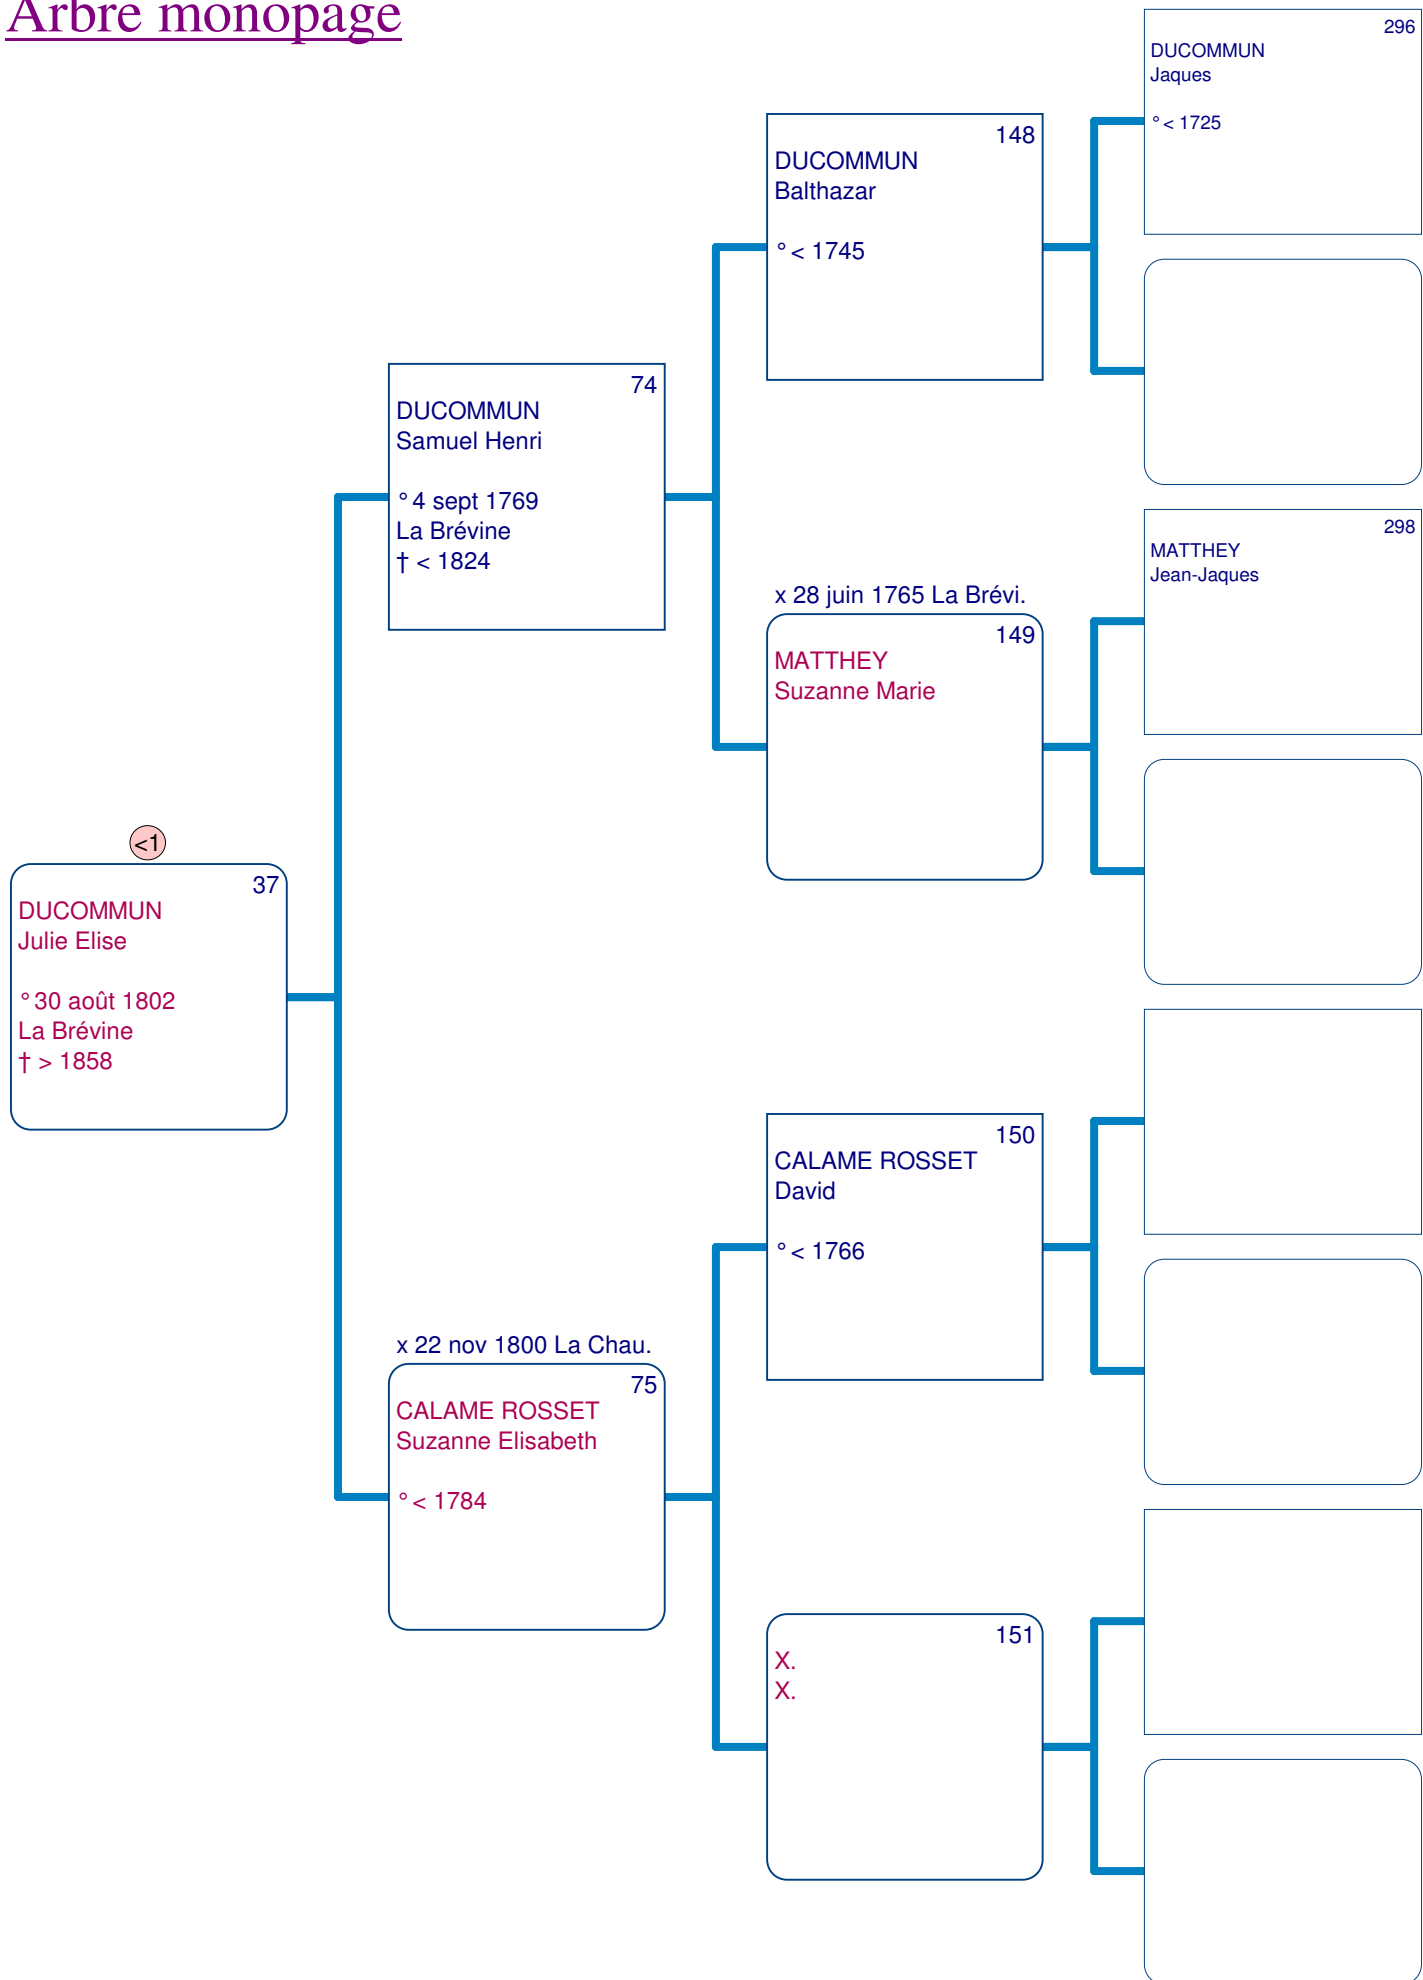 Arbre monopage
296
DUCOMMUN
Jaques
° < 1725
148
DUCOMMUN
Balthazar
° < 1745
74
DUCOMMUN
Samuel Henri
° 4 sept 1769
La Brévine
† < 1824
298
MATTHEY
Jean-Jaques
x 28 juin 1765 La Brévi.
149
MATTHEY
Suzanne Marie
<1
37
DUCOMMUN
Julie Elise
° 30 août 1802
La Brévine
† > 1858
150
CALAME ROSSET
David
° < 1766
x 22 nov 1800 La Chau.
75
CALAME ROSSET
Suzanne Elisabeth
° < 1784
151
X.
X.